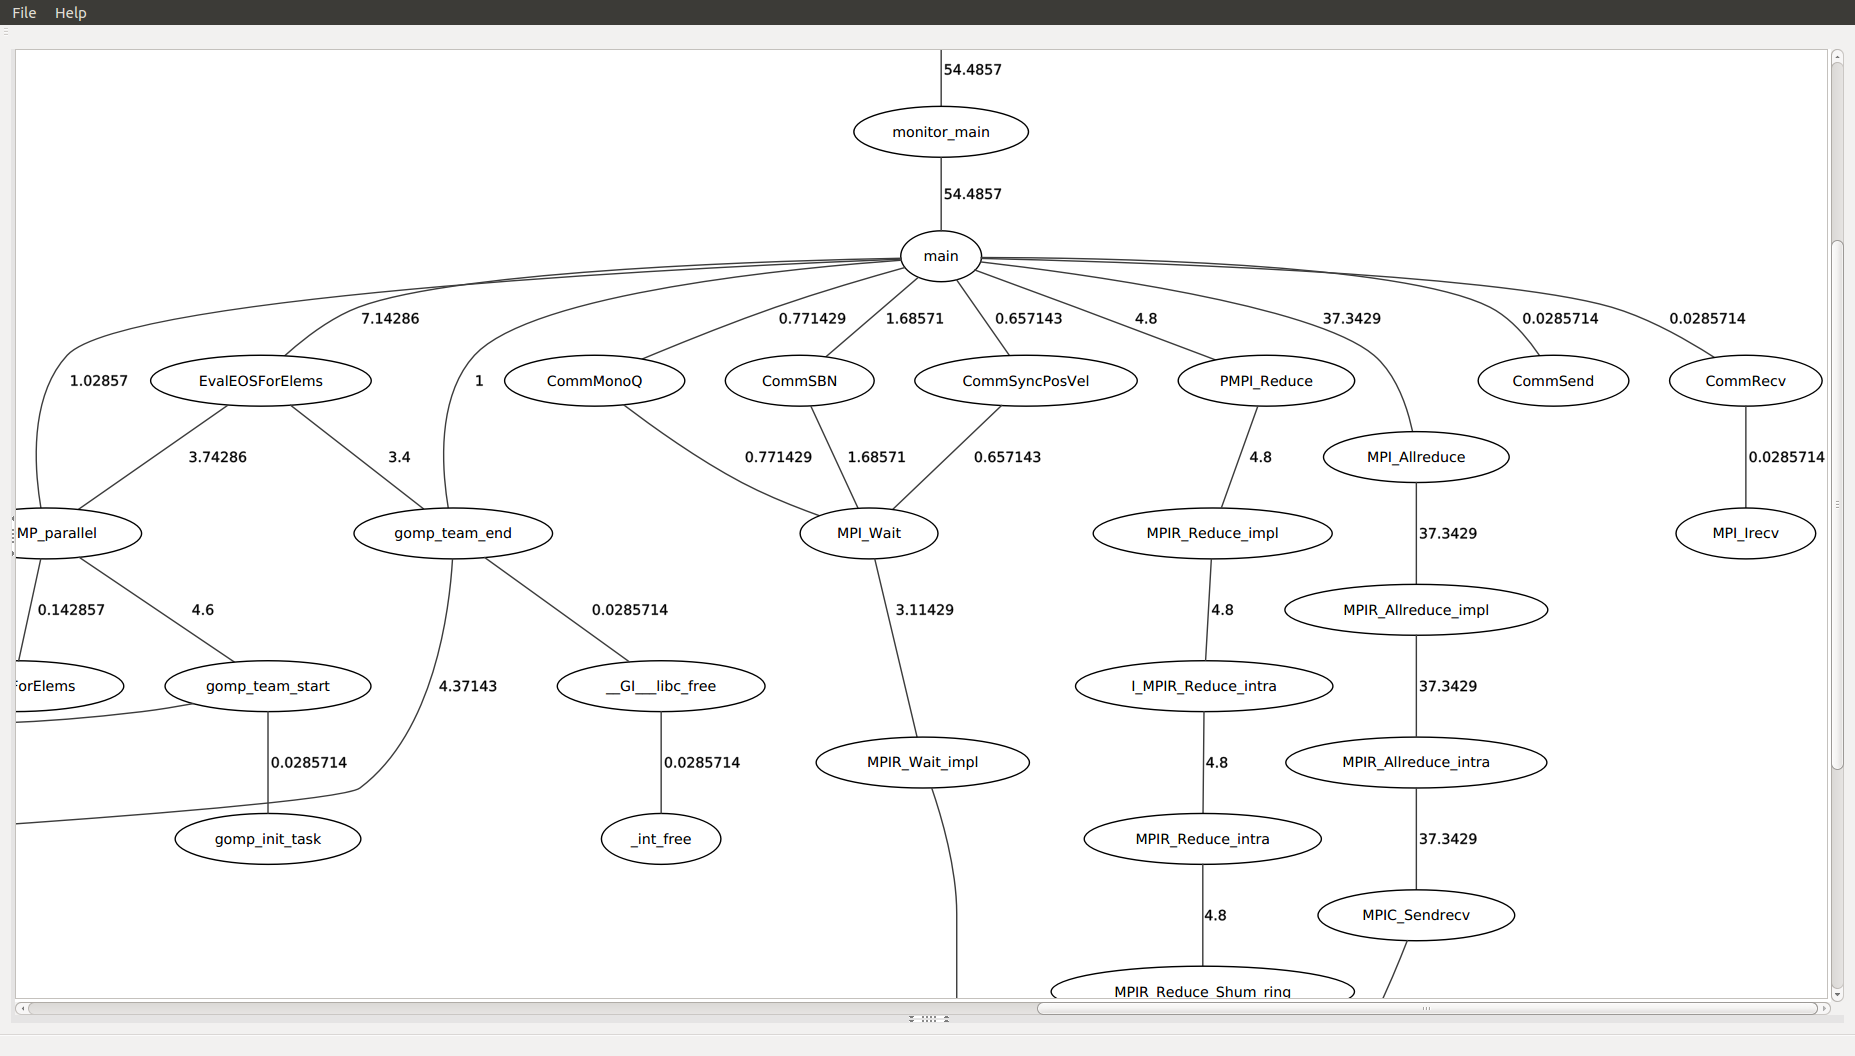 File Help
54.4857
monitor_main
54.4857
main
7.14286 0.771429 1.68571 0.657143 4.8 37.3429 0.0285714 0.0285714
1.02857 EvalEOSForElems 1 CommMonoQ CommSBN CommSyncPosVel PMPI_Reduce CommSend CommRecv
3.74286 3.4 0.771429 1.68571 0.657143 4.8 MPI_Allreduce 0.0285714
MP_parallel gomp_team_end MPI_Wait MPIR_Reduce_impl 37.3429 MPI_Irecv
0.142857 4.6 0.0285714 3.11429 4.8 MPIR_Allreduce_impl
ForElems gomp_team_start 4.37143 __GI___libc_free I_MPIR_Reduce_intra 37.3429
0.0285714 0.0285714 MPIR_Wait_impl 4.8 MPIR_Allreduce_intra
gomp_init_task _int_free MPIR_Reduce_intra 37.3429
4.8 MPIC_Sendrecv
MPIR_Reduce_Shum_ring